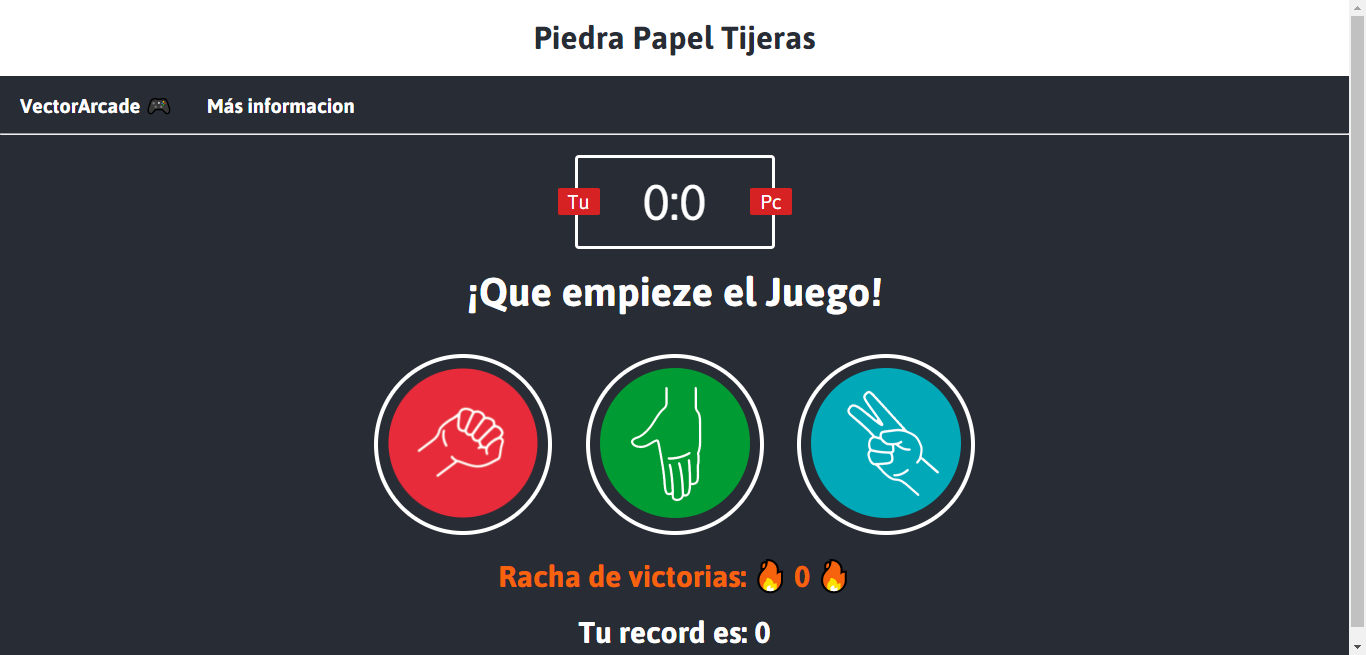 Piedra Papel Tijeras
VectorArcade 🎮 Más informacion
Tu 0:0 Pc
¡Que empieze el Juego!
Racha de victorias: 🔥 0 🔥
Tu record es: 0